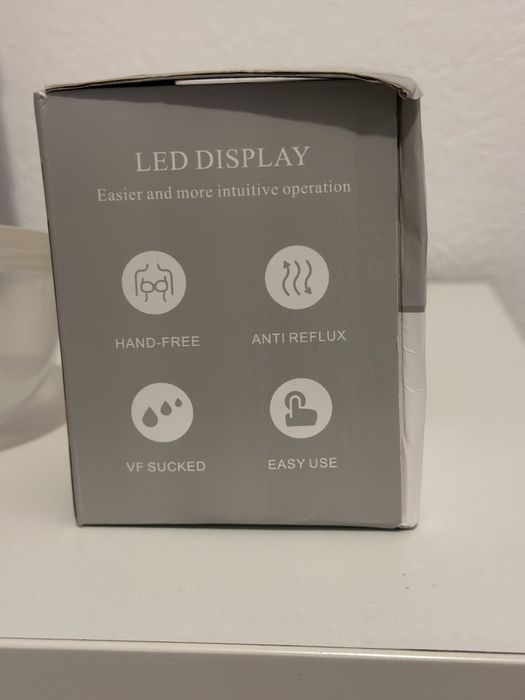 LED DISPLAY
Easier and more intuitive operation
HAND-FREE
ANTI REFLUX
VF SUCKED
EASY USE